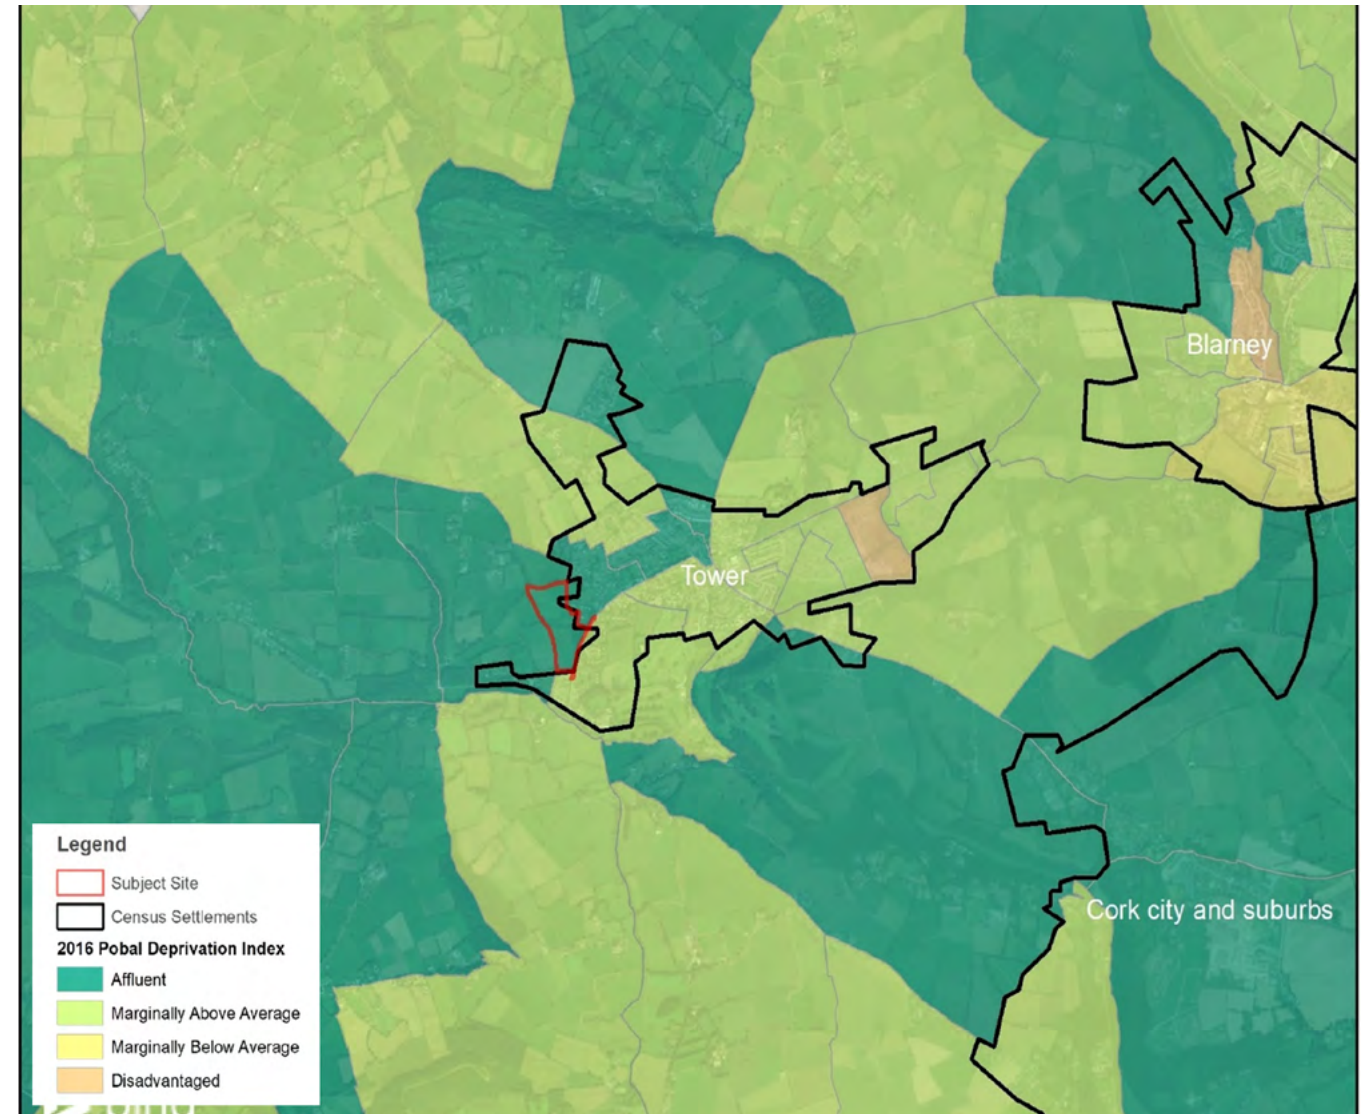 Blarney
Tower
Cork city and suburbs
Legend
Subject Site
Census Settlements
2016 Pobal Deprivation Index
Affluent
Marginally Above Average
Marginally Below Average
Disadvantaged